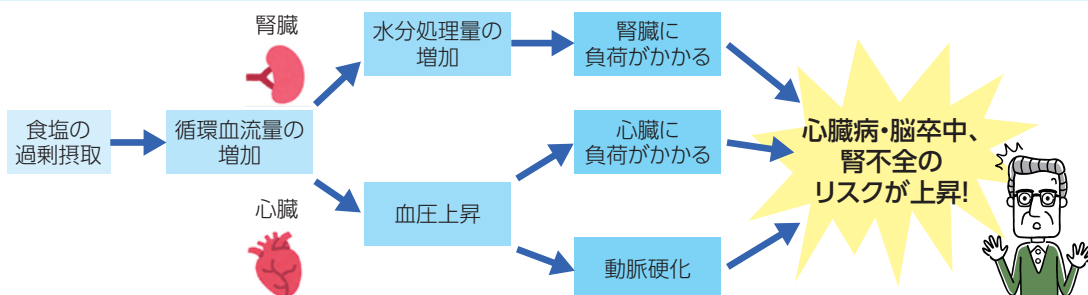 腎臓
水分処理量の
増加
腎臓に
負荷がかかる
食塩の
過剰摂取
循環血流量の
増加
心臓に
負荷がかかる
心臓病・脳卒中、
腎不全の
リスクが上昇!
心臓
血圧上昇
動脈硬化